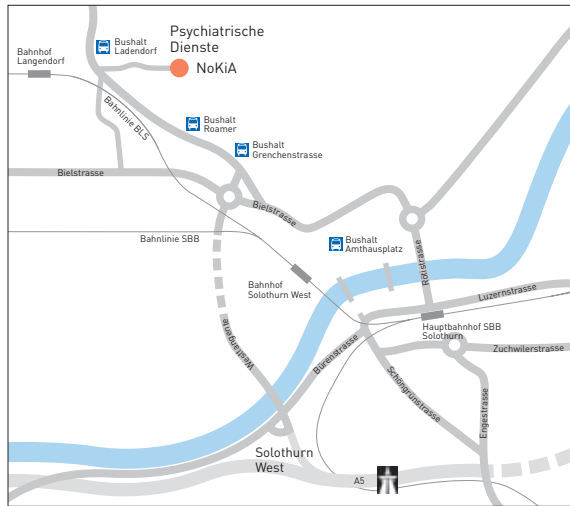 Psychiatrische
Dienste
NoKiA
Bushalt
Ladendorf
Bahnhof
Langendorf
Bahnlinie BLS
Bushalt
Roamer
Bushalt
Grenchenstrasse
Bielstrasse
Bielstrasse
Bahnlinie SBB
Bushalt
Amthausplatz
Rötistrasse
Bahnhof
Solothurn West
Luzernstrasse
Hauptbahnhof SBB
Solothurn
Westtangente
Bürenstrasse
Zuchwilerstrasse
Schöngrünstrasse
Engestrasse
Solothurn
West
A5